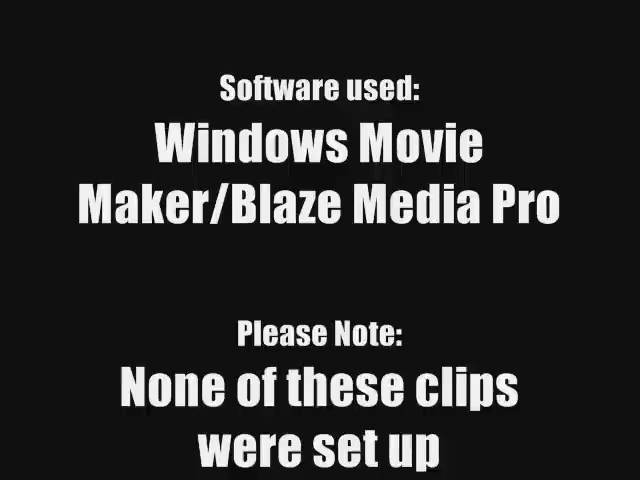 Software used:
Windows Movie
Maker/Blaze Media Pro
Please Note:
None of these clips
were set up